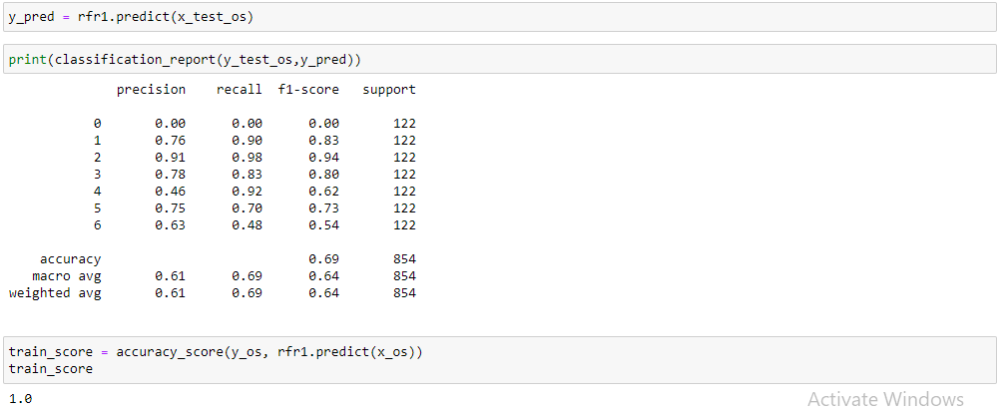 y_pred = rfr1.predict(x_test_os)
print(classification_report(y_test_os,y_pred))
precision recall f1-score support
0 0.00 0.00 0.00 122
1 0.76 0.90 0.83 122
2 0.91 0.98 0.94 122
3 0.78 0.83 0.80 122
4 0.46 0.92 0.62 122
5 0.75 0.70 0.73 122
6 0.63 0.48 0.54 122
accuracy 0.69 854
macro avg 0.61 0.69 0.64 854
weighted avg 0.61 0.69 0.64 854
train_score = accuracy_score(y_os, rfr1.predict(x_os))
train_score
1.0
Activate Windows